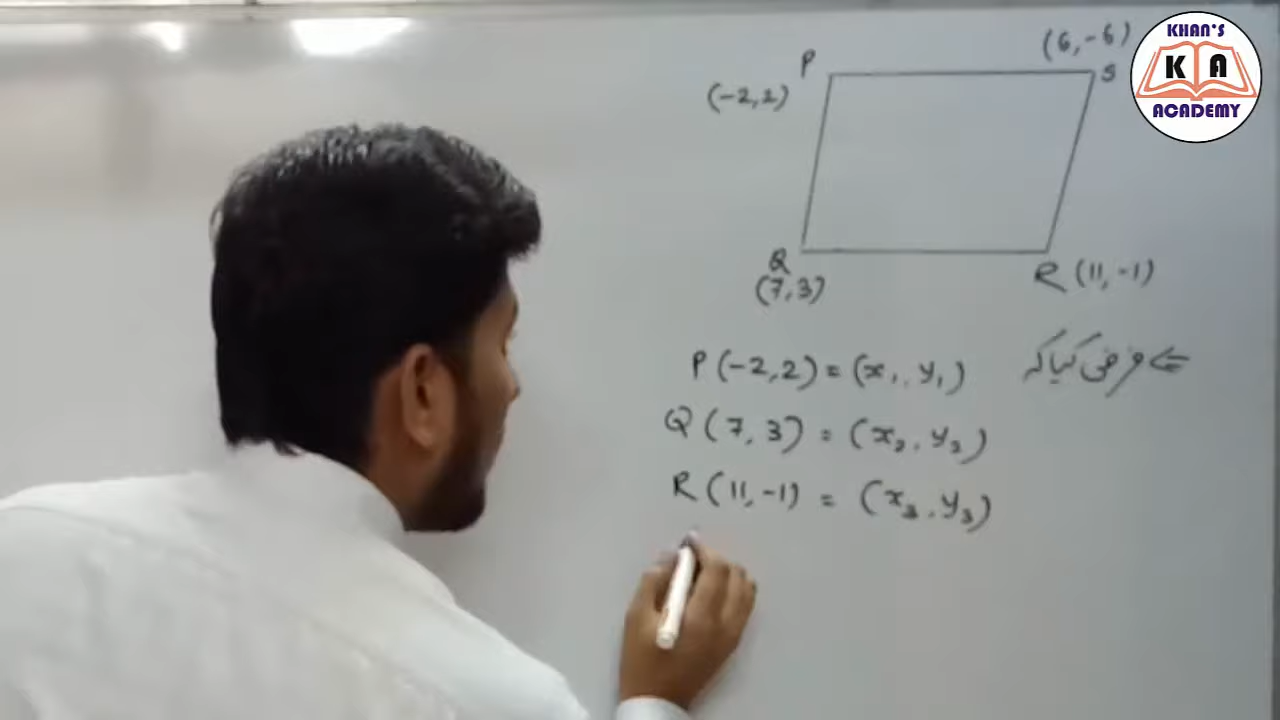 KHAN'S
K A
ACADEMY
(6,-6)
P S
(-2,2)
Q R (11,-1)
(7,3)
P (-2,2) = (x₁, y₁) ⇐ فرض کیا کہ
Q (7, 3) = (x₂, y₂)
R (11, -1) = (x₃, y₃)